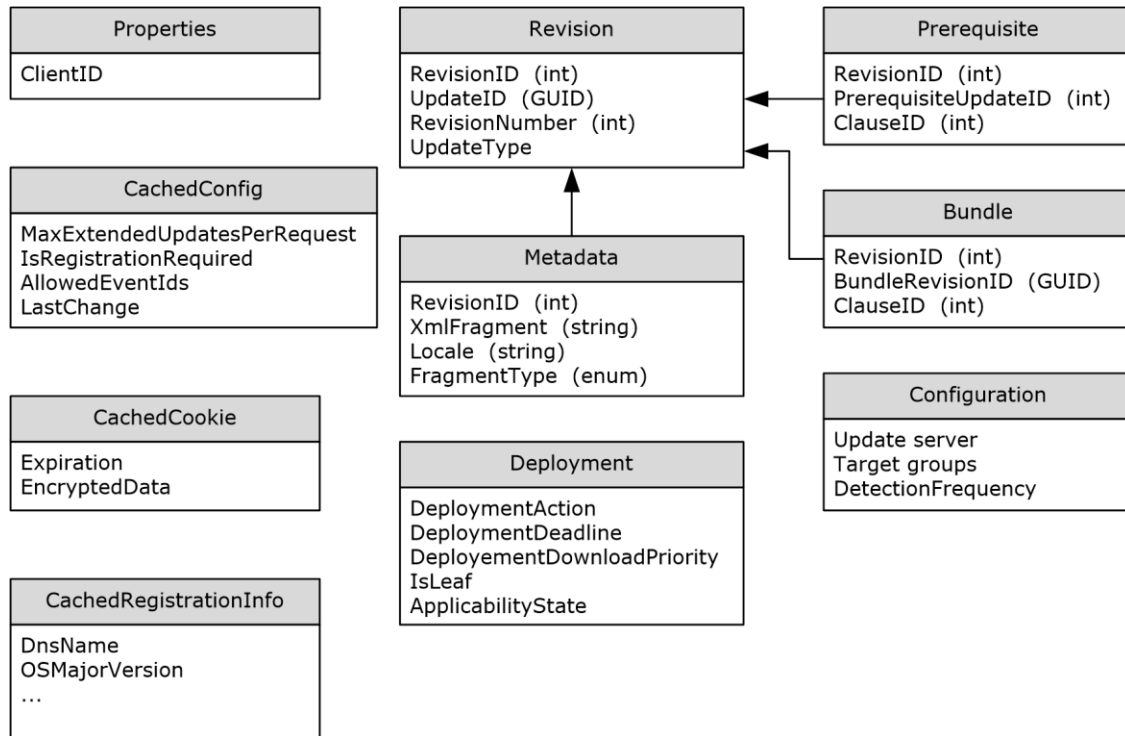 Properties
ClientID
CachedConfig
MaxExtendedUpdatesPerRequest
IsRegistrationRequired
AllowedEventIds
LastChange
CachedCookie
Expiration
EncryptedData
CachedRegistrationInfo
DnsName
OSMajorVersion
...
Revision
RevisionID (int)
UpdateID (GUID)
RevisionNumber (int)
UpdateType
Metadata
RevisionID (int)
XmlFragment (string)
Locale (string)
FragmentType (enum)
Deployment
DeploymentAction
DeploymentDeadline
DeployementDownloadPriority
IsLeaf
ApplicabilityState
Prerequisite
RevisionID (int)
PrerequisiteUpdateID (int)
ClauseID (int)
Bundle
RevisionID (int)
BundleRevisionID (GUID)
ClauseID (int)
Configuration
Update server
Target groups
DetectionFrequency